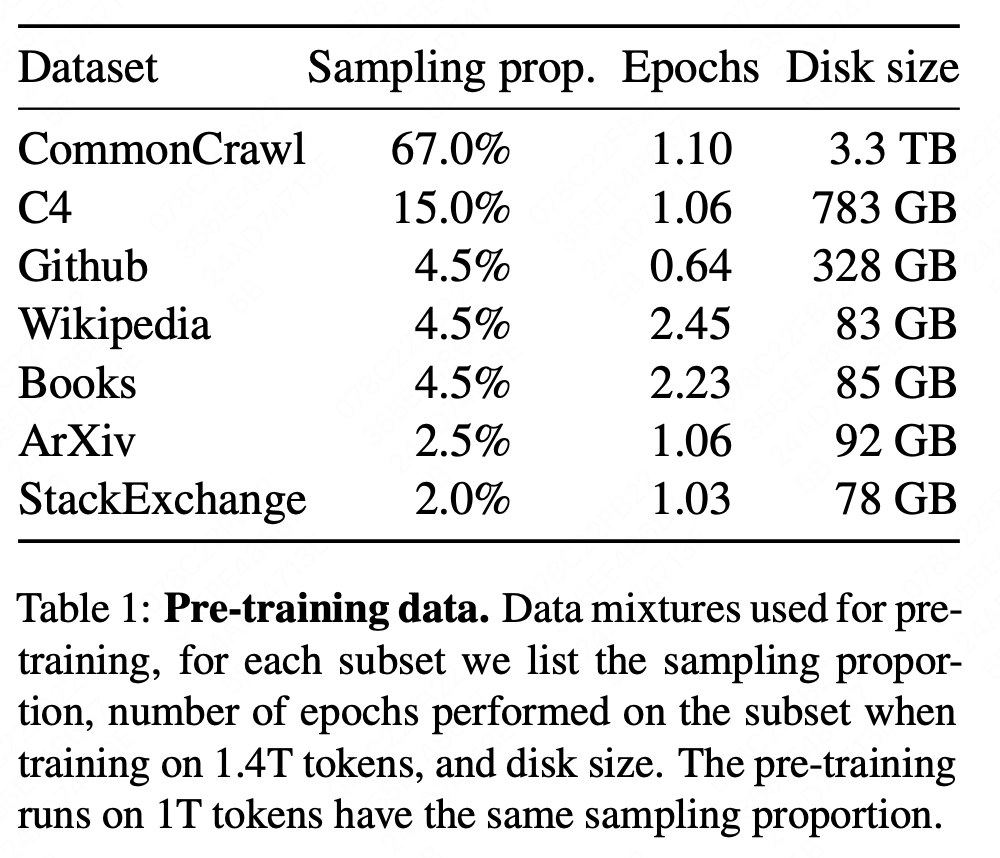 Dataset Sampling prop. Epochs Disk size
CommonCrawl 67.0% 1.10 3.3 TB
C4 15.0% 1.06 783 GB
Github 4.5% 0.64 328 GB
Wikipedia 4.5% 2.45 83 GB
Books 4.5% 2.23 85 GB
ArXiv 2.5% 1.06 92 GB
StackExchange 2.0% 1.03 78 GB
Table 1: Pre-training data. Data mixtures used for pre-
training, for each subset we list the sampling propor-
tion, number of epochs performed on the subset when
training on 1.4T tokens, and disk size. The pre-training
runs on 1T tokens have the same sampling proportion.